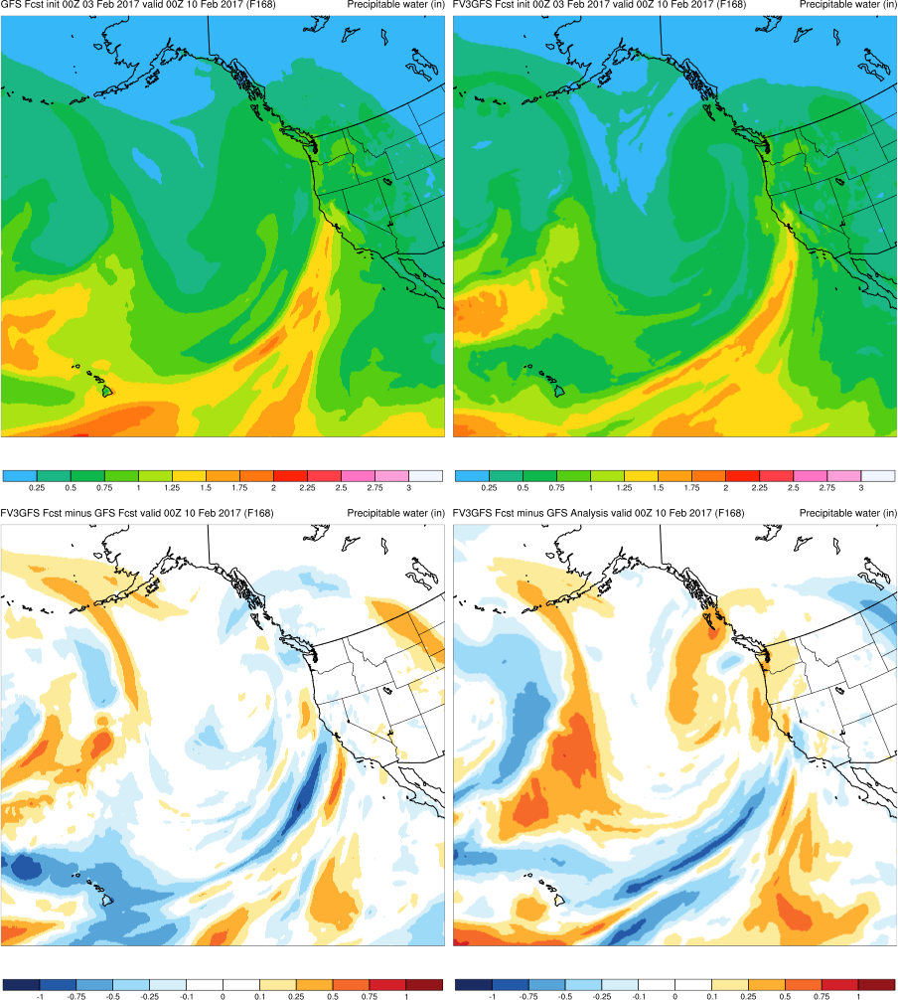 GFS Fcst init 00Z 03 Feb 2017 valid 00Z 10 Feb 2017 (F168) Precipitable water (in)
FV3GFS Fcst init 00Z 03 Feb 2017 valid 00Z 10 Feb 2017 (F168) Precipitable water (in)
0.25 0.5 0.75 1 1.25 1.5 1.75 2 2.25 2.5 2.75 3
0.25 0.5 0.75 1 1.25 1.5 1.75 2 2.25 2.5 2.75 3
FV3GFS Fcst minus GFS Fcst valid 00Z 10 Feb 2017 (F168) Precipitable water (in)
FV3GFS Fcst minus GFS Analysis valid 00Z 10 Feb 2017 (F168) Precipitable water (in)
-1 -0.75 -0.5 -0.25 -0.1 0 0.1 0.25 0.5 0.75 1
-1 -0.75 -0.5 -0.25 -0.1 0 0.1 0.25 0.5 0.75 1